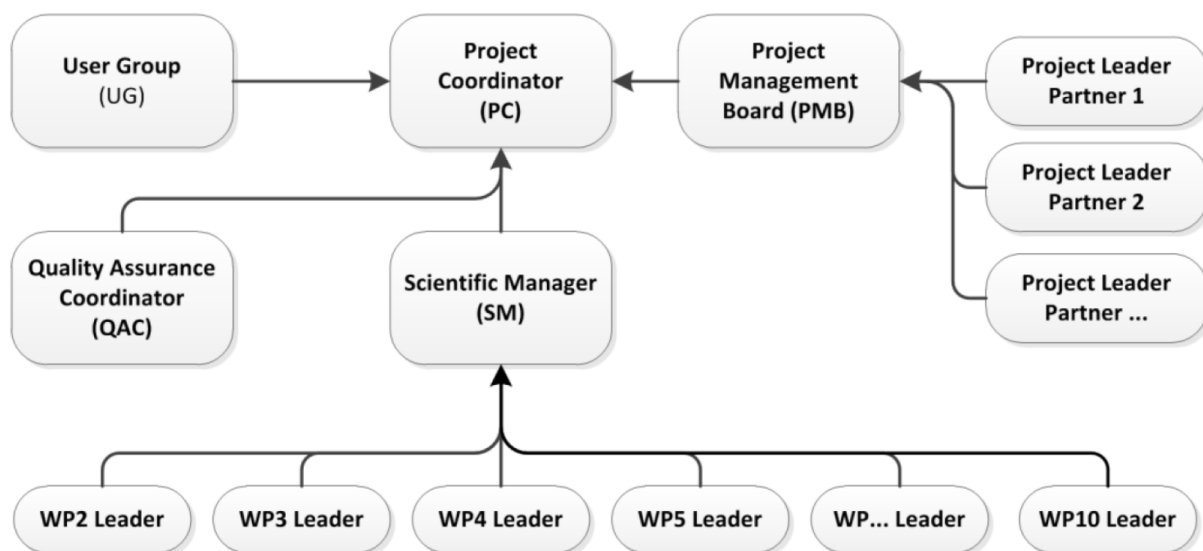 User Group
(UG)
Project
Coordinator
(PC)
Project
Management
Board (PMB)
Project Leader
Partner 1
Project Leader
Partner 2
Project Leader
Partner ...
Quality Assurance
Coordinator
(QAC)
Scientific Manager
(SM)
WP2 Leader
WP3 Leader
WP4 Leader
WP5 Leader
WP... Leader
WP10 Leader